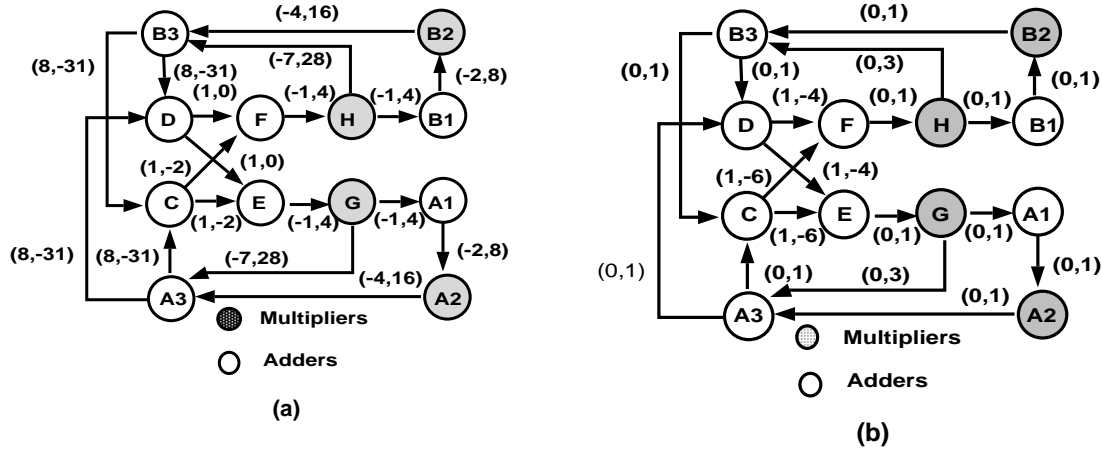 (-4,16)
B3
B2
(-7,28)
(8,-31)
(8,-31)
(-2,8)
(1,0)
(-1,4)
(-1,4)
D
F
H
B1
(1,-2)
(1,0)
C
E
G
A1
(1,-2)
(-1,4)
(-1,4)
(8,-31)
(8,-31)
(-7,28)
(-2,8)
(-4,16)
A3
A2
Multipliers
Adders
(a)
(0,1)
B3
B2
(0,3)
(0,1)
(0,1)
(0,1)
(1,-4)
(0,1)
(0,1)
D
F
H
B1
(1,-6)
(1,-4)
C
E
G
A1
(1,-6)
(0,1)
(0,1)
(0,1)
(0,1)
(0,3)
(0,1)
(0,1)
A3
A2
Multipliers
Adders
(b)